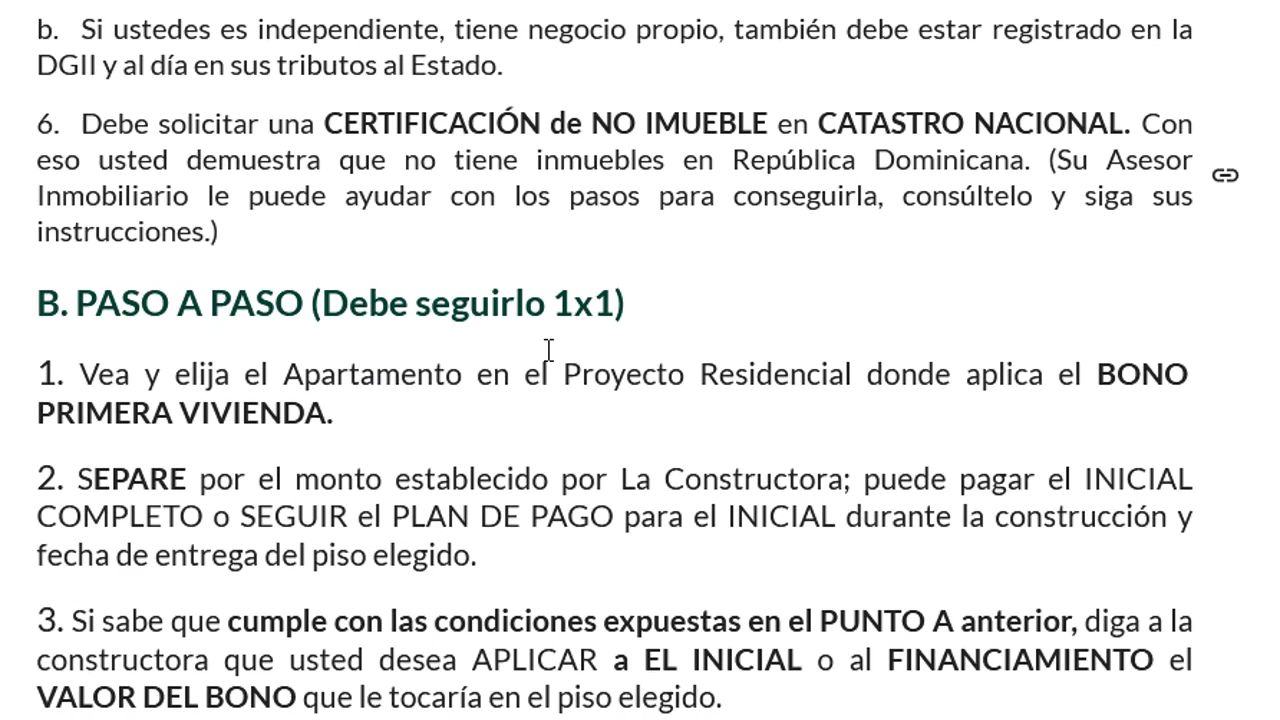 b. Si ustedes es independiente, tiene negocio propio, también debe estar registrado en la
DGII y al día en sus tributos al Estado.
6. Debe solicitar una CERTIFICACIÓN de NO IMUEBLE en CATASTRO NACIONAL. Con
eso usted demuestra que no tiene inmuebles en República Dominicana. (Su Asesor
Inmobiliario le puede ayudar con los pasos para conseguirla, consúltelo y siga sus
instrucciones.)
B. PASO A PASO (Debe seguirlo 1x1)
1. Vea y elija el Apartamento en el Proyecto Residencial donde aplica el BONO
PRIMERA VIVIENDA.
2. SEPARE por el monto establecido por La Constructora; puede pagar el INICIAL
COMPLETO o SEGUIR el PLAN DE PAGO para el INICIAL durante la construcción y
fecha de entrega del piso elegido.
3. Si sabe que cumple con las condiciones expuestas en el PUNTO A anterior, diga a la
constructora que usted desea APLICAR a EL INICIAL o al FINANCIAMIENTO el
VALOR DEL BONO que le tocaría en el piso elegido.